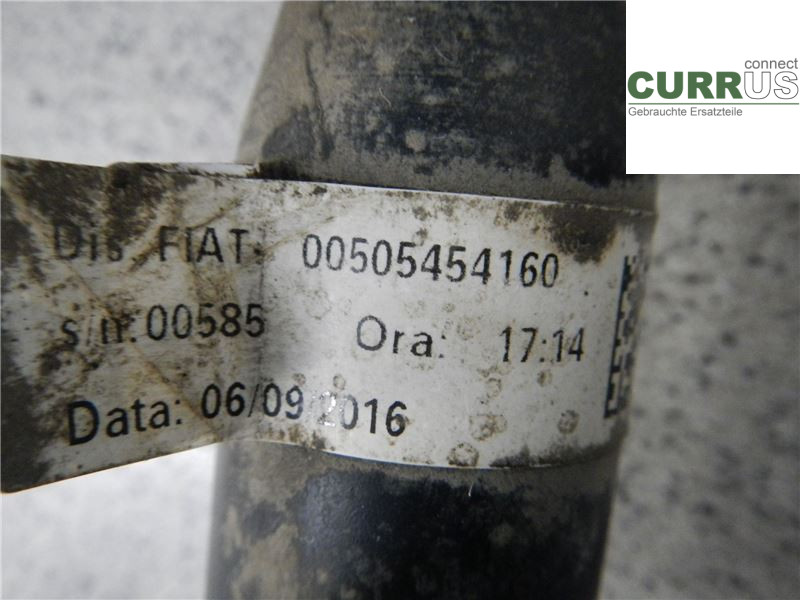 connect
CURRUS
Gebrauchte Ersatzteile
Dis. FIAT: 00505454160
s/n: 00585 Ora: 17:14
Data: 06/09/2016